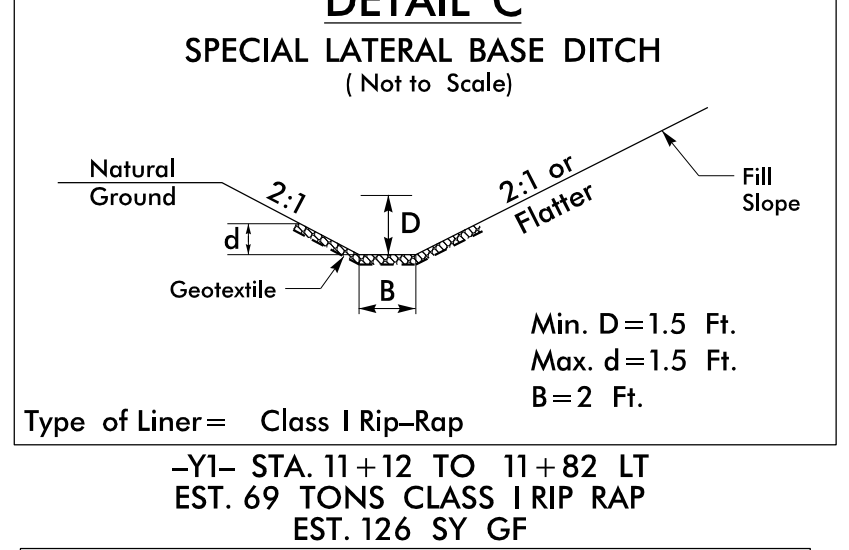 DETAIL C
SPECIAL LATERAL BASE DITCH
( Not to Scale)
Natural
Ground
2:1
D
2:1 or
Flatter
Fill
Slope
d
Geotextile
B
Min. D=1.5 Ft.
Max. d=1.5 Ft.
B=2 Ft.
Type of Liner= Class I Rip-Rap
-Y1- STA. 11+12 TO 11+82 LT
EST. 69 TONS CLASS I RIP RAP
EST. 126 SY GF